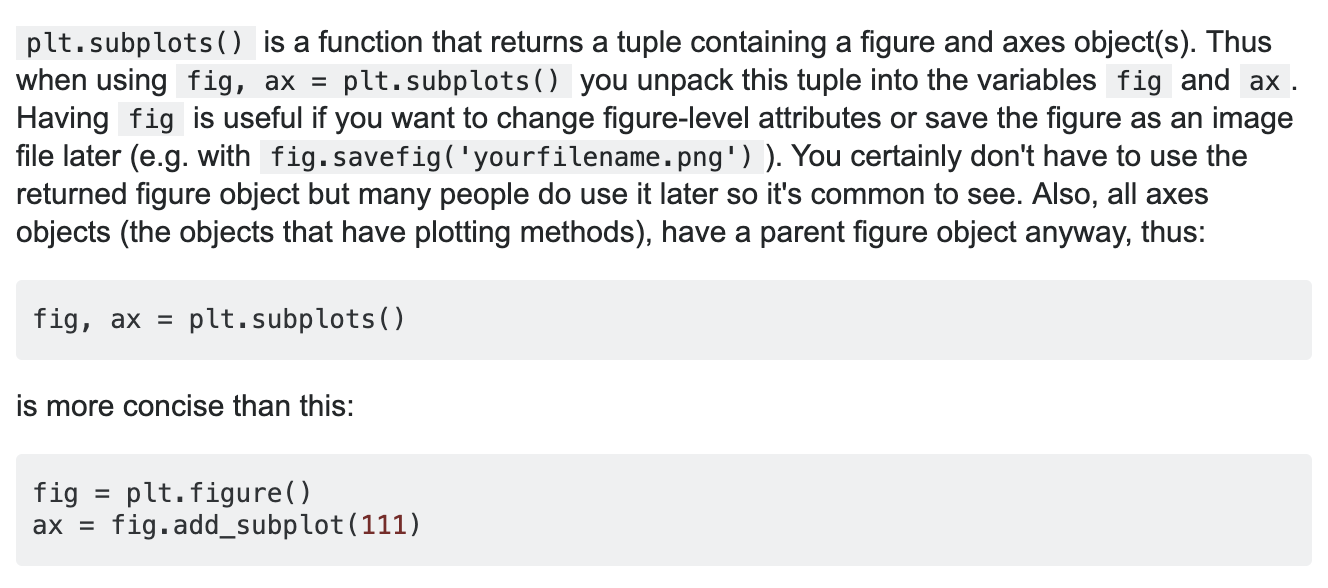 plt.subplots() is a function that returns a tuple containing a figure and axes object(s). Thus
when using fig, ax = plt.subplots() you unpack this tuple into the variables fig and ax .
Having fig is useful if you want to change figure-level attributes or save the figure as an image
file later (e.g. with fig.savefig('yourfilename.png') ). You certainly don't have to use the
returned figure object but many people do use it later so it's common to see. Also, all axes
objects (the objects that have plotting methods), have a parent figure object anyway, thus:
fig, ax = plt.subplots()
is more concise than this:
fig = plt.figure()
ax = fig.add_subplot(111)